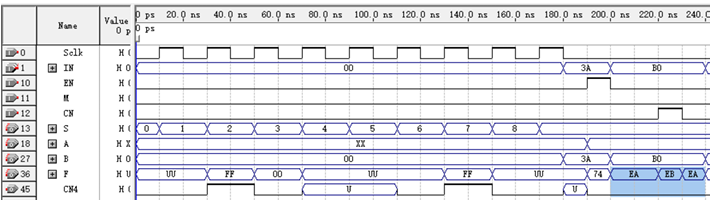 Name Value 0 p 0 ps 20.0 ns 40.0 ns 60.0 ns 80.0 ns 100.0 ns 120.0 ns 140.0 ns 160.0 ns 180.0 ns 200.0 ns 220.0 ns 240.0
0 ps
0 Sclk H (
1 IN H 0 00 3A B0
10 EN H (
11 M H (
12 CN H (
13 S H ( 0 1 2 3 4 5 6 7 8
18 A H X XX
27 B H 0 00 3A B0
36 F H U UU FF 00 UU FF UU 74 EA EB EA
45 CN4 H ( U U